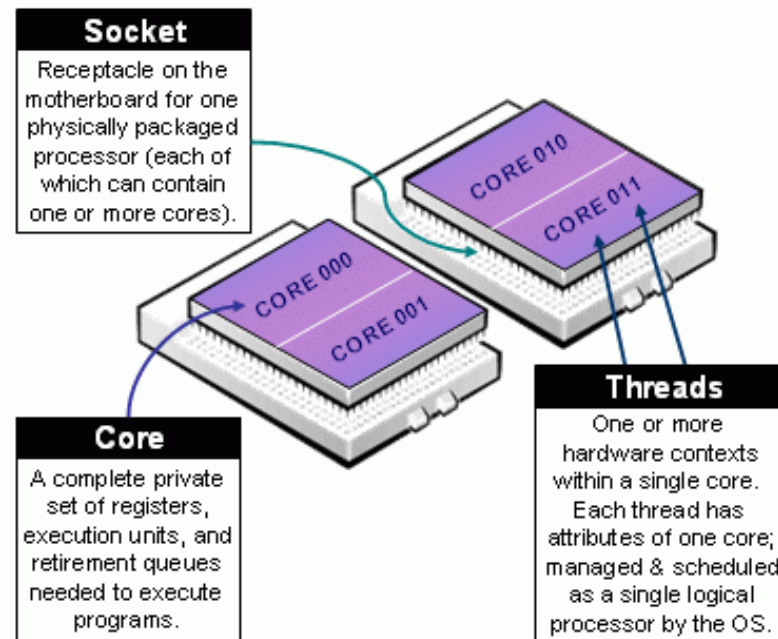 Socket
Receptacle on the
motherboard for one
physically packaged
processor (each of
which can contain
one or more cores).
CORE 010
CORE 011
CORE 000
CORE 001
Core
A complete private
set of registers,
execution units, and
retirement queues
needed to execute
programs.
Threads
One or more
hardware contexts
within a single core.
Each thread has
attributes of one core;
managed & scheduled
as a single logical
processor by the OS.